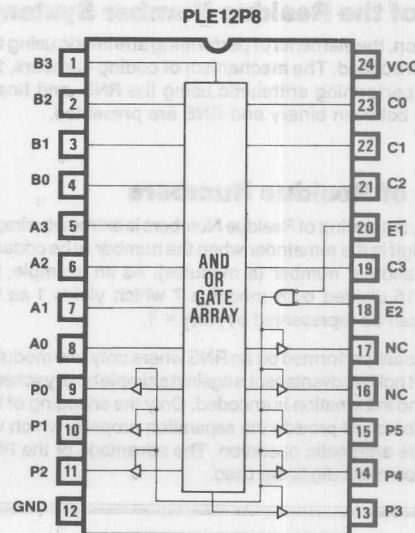 PLE12P8
B3 1
B2 2
B1 3
B0 4
A3 5
A2 6
A1 7
A0 8
P0 9
P1 10
P2 11
GND 12
AND
OR
GATE
ARRAY
24 VCC
23 C0
22 C1
21 C2
20 E1
19 C3
18 E2
17 NC
16 NC
15 P5
14 P4
13 P3